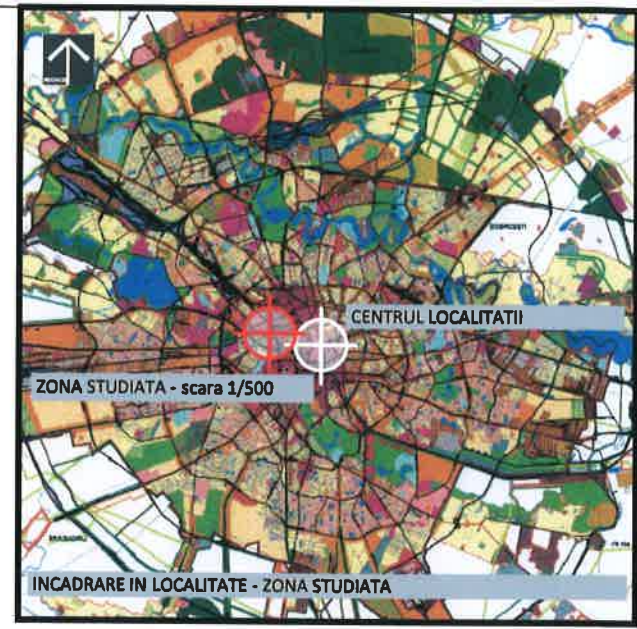 CENTRUL LOCALITATII
ZONA STUDIATA - scara 1/500
INCADRARE IN LOCALITATE - ZONA STUDIATA